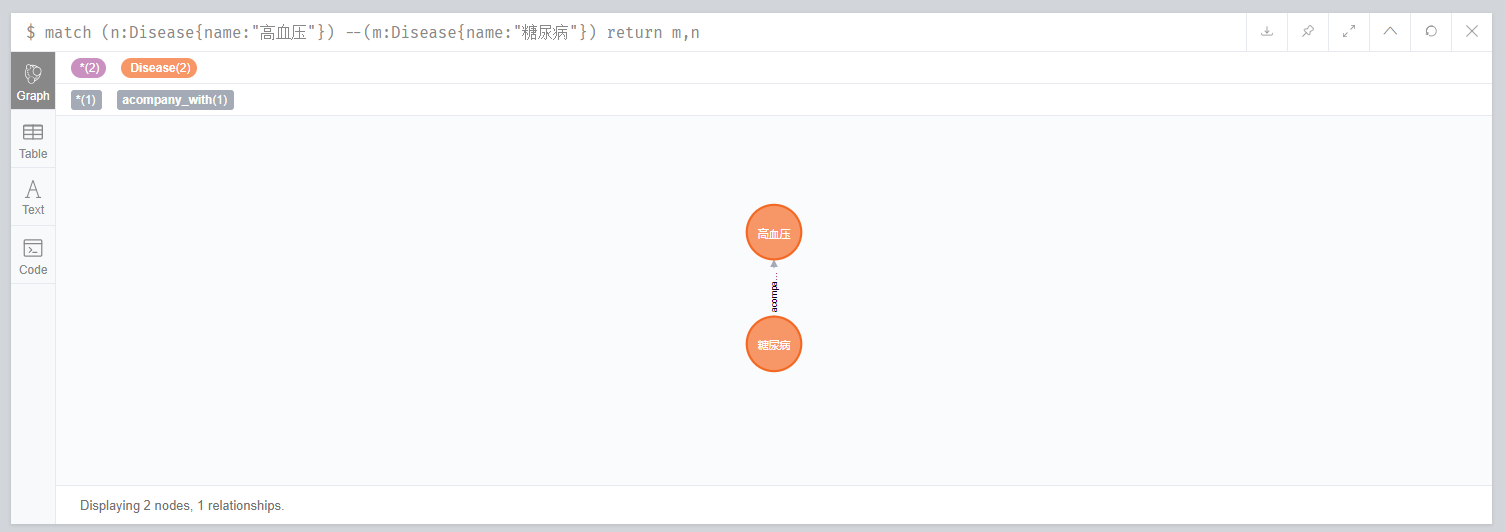 $ match (n:Disease{name:"高血压"}) --(m:Disease{name:"糖尿病"}) return m,n
*(2) Disease(2)
*(1) acompany_with(1)
Graph
Table
Text
Code
高血压
acompa...
糖尿病
Displaying 2 nodes, 1 relationships.